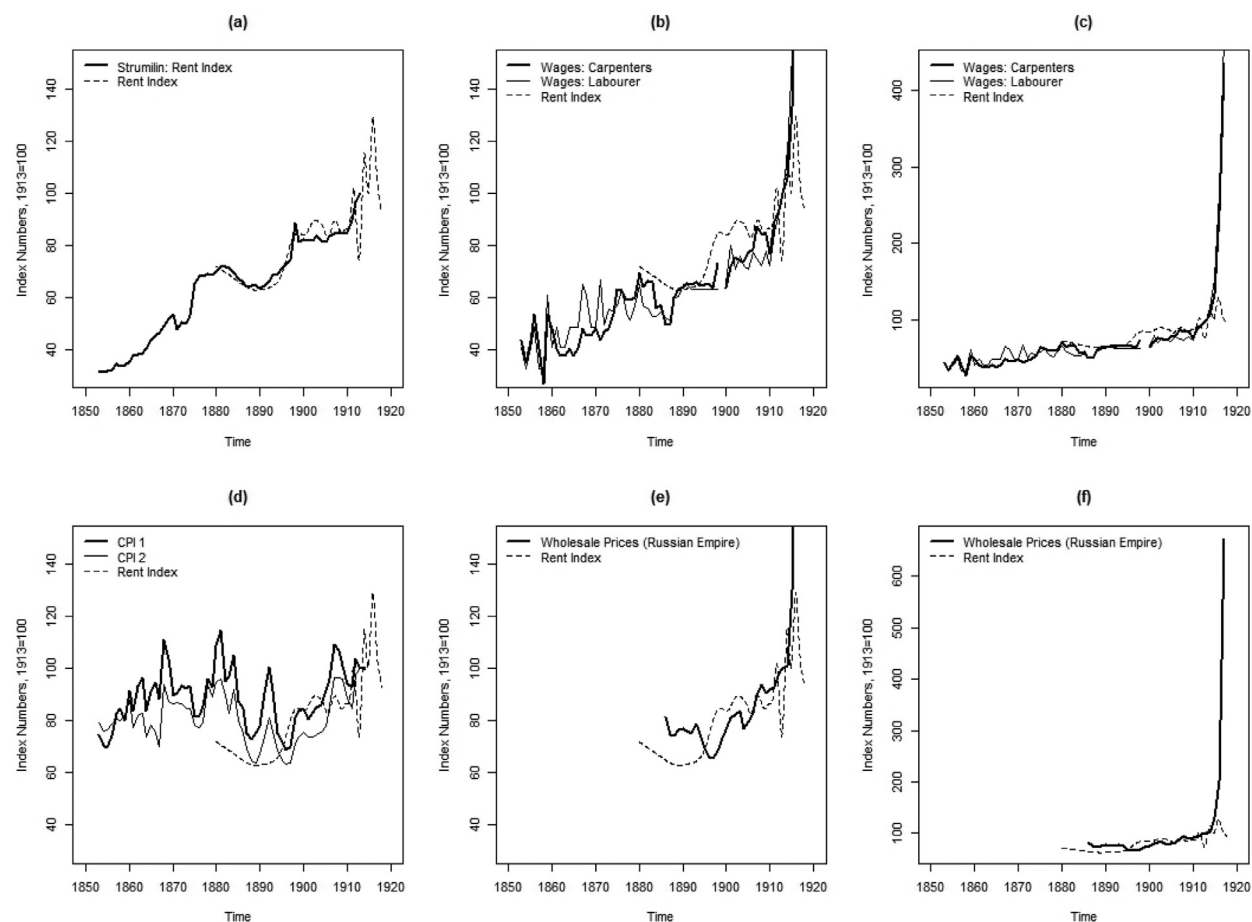 (a)
Strumilin: Rent Index
Rent Index
Index Numbers, 1913=100
140
120
100
80
60
40
1850 1860 1870 1880 1890 1900 1910 1920
Time
(b)
Wages: Carpenters
Wages: Labourer
Rent Index
Index Numbers, 1913=100
140
120
100
80
60
40
1850 1860 1870 1880 1890 1900 1910 1920
Time
(c)
Wages: Carpenters
Wages: Labourer
Rent Index
Index Numbers, 1913=100
400
300
200
100
1850 1860 1870 1880 1890 1900 1910 1920
Time
(d)
CPI 1
CPI 2
Rent Index
Index Numbers, 1913=100
140
120
100
80
60
40
1850 1860 1870 1880 1890 1900 1910 1920
Time
(e)
Wholesale Prices (Russian Empire)
Rent Index
Index Numbers, 1913=100
140
120
100
80
60
40
1850 1860 1870 1880 1890 1900 1910 1920
Time
(f)
Wholesale Prices (Russian Empire)
Rent Index
Index Numbers, 1913=100
600
500
400
300
200
100
1850 1860 1870 1880 1890 1900 1910 1920
Time